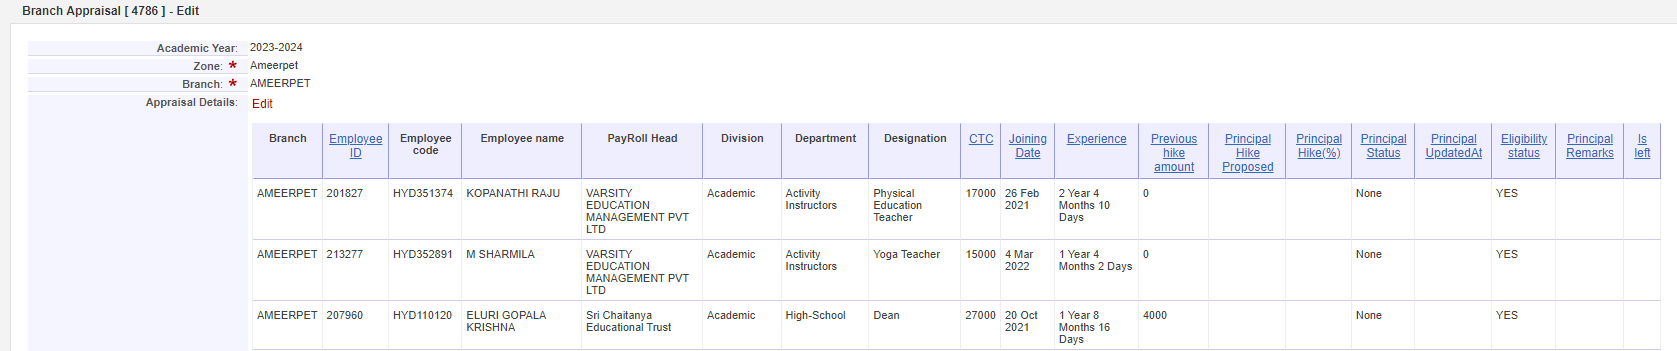 Branch Appraisal [ 4786 ] - Edit
Academic Year: 2023-2024
Zone: * Ameerpet
Branch: * AMEERPET
Appraisal Details: Edit
Branch
Employee
ID
Employee
code
Employee name
PayRoll Head
Division
Department
Designation
CTC
Joining
Date
Experience
Previous
hike
amount
Principal
Hike
Proposed
Principal
Hike(%)
Principal
Status
Principal
UpdatedAt
Eligibility
status
Principal
Remarks
Is
left
AMEERPET
201827
HYD351374
KOPANATHI RAJU
VARSITY
EDUCATION
MANAGEMENT PVT
LTD
Academic
Activity
Instructors
Physical
Education
Teacher
17000
26 Feb
2021
2 Year 4
Months 10
Days
0
None
YES
AMEERPET
213277
HYD352891
M SHARMILA
VARSITY
EDUCATION
MANAGEMENT PVT
LTD
Academic
Activity
Instructors
Yoga Teacher
15000
4 Mar
2022
1 Year 4
Months 2 Days
0
None
YES
AMEERPET
207960
HYD110120
ELURI GOPALA
KRISHNA
Sri Chaitanya
Educational Trust
Academic
High-School
Dean
27000
20 Oct
2021
1 Year 8
Months 16
Days
4000
None
YES